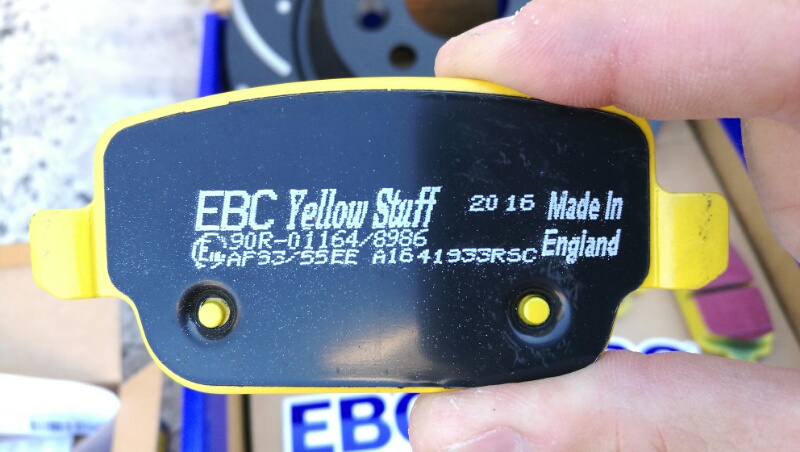 EBC Yellow Stuff 2016 Made In
90R-01164/8986 England
AF93/55EE A1641933RSC
EBC